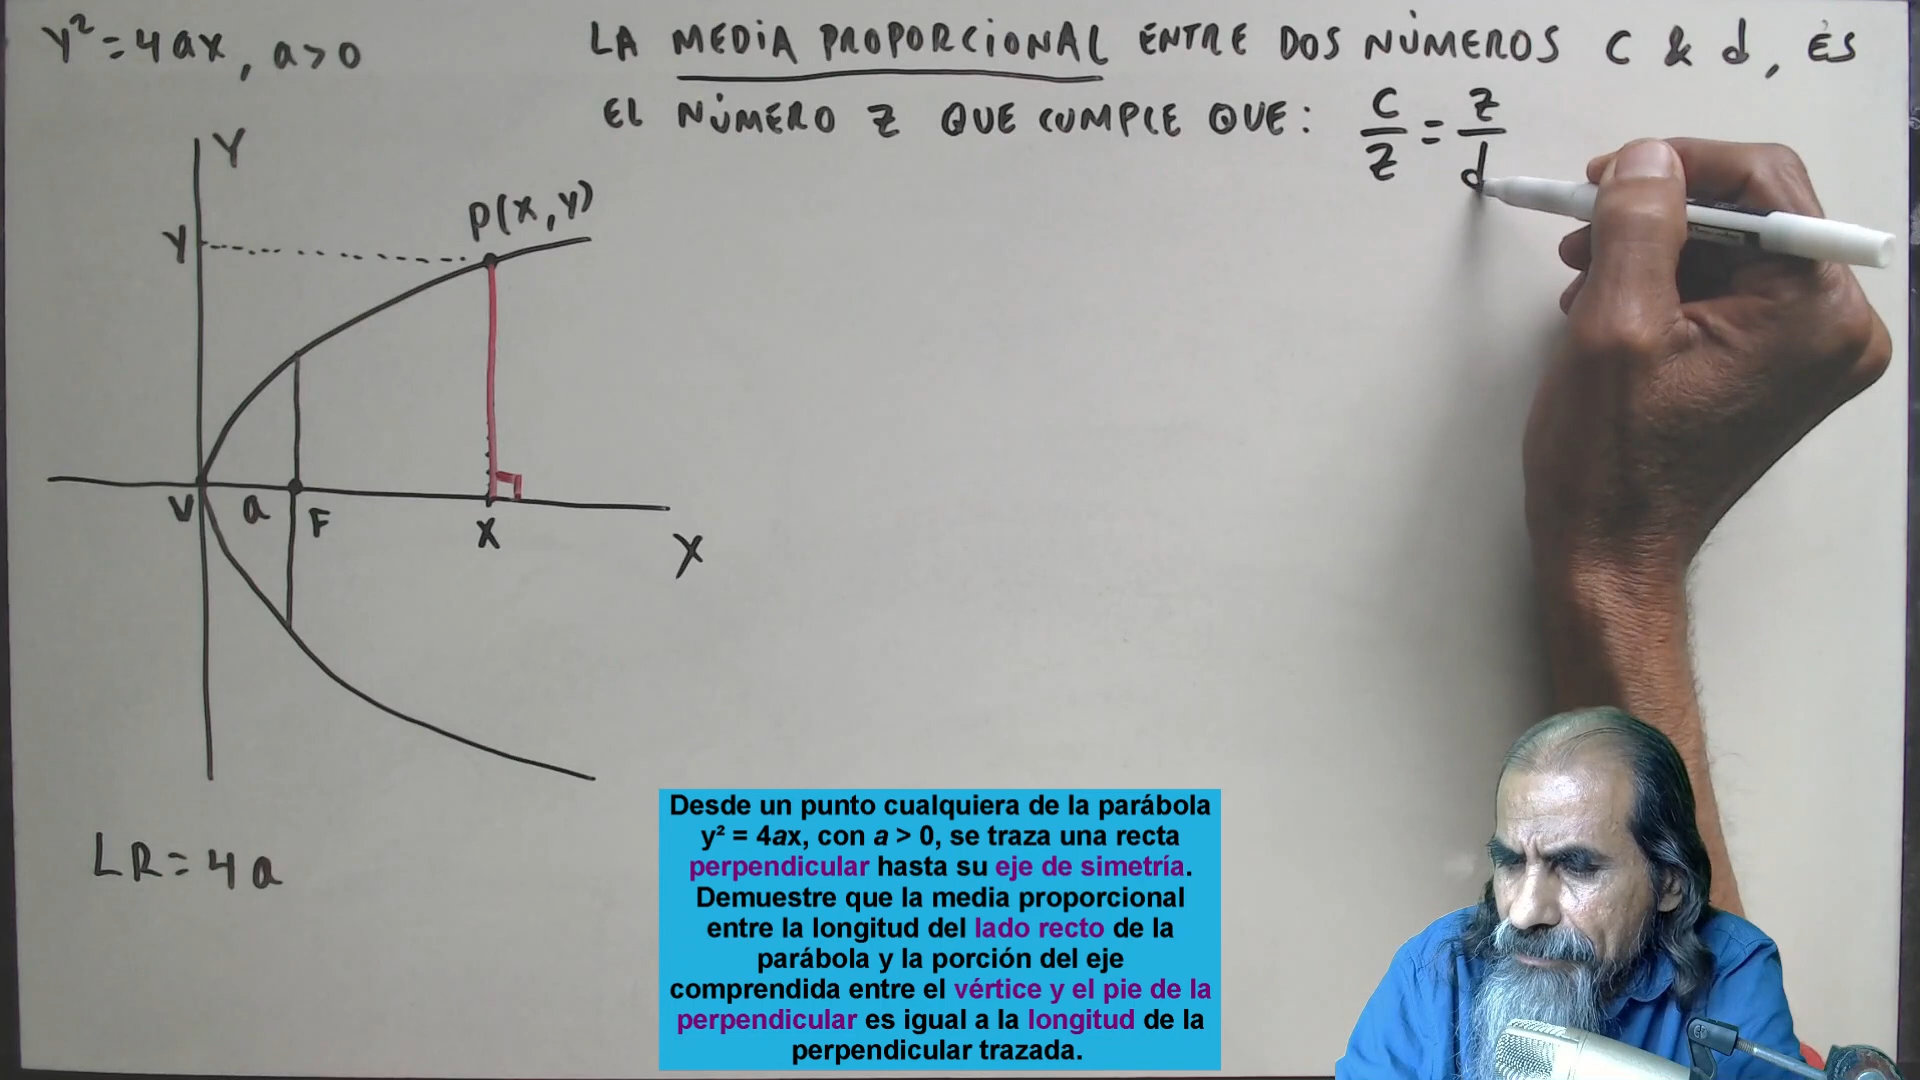 y² = 4ax, a > 0
LA MEDIA PROPORCIONAL ENTRE DOS NÚMEROS C & d, ÉS
EL NÚMERO Z QUE CUMPLE QUE: C/Z = Z/d
Y
P(X, Y)
Y
V a F X
X
LR = 4a
Desde un punto cualquiera de la parábola
y² = 4ax, con a > 0, se traza una recta
perpendicular hasta su eje de simetría.
Demuestre que la media proporcional
entre la longitud del lado recto de la
parábola y la porción del eje
comprendida entre el vértice y el pie de la
perpendicular es igual a la longitud de la
perpendicular trazada.